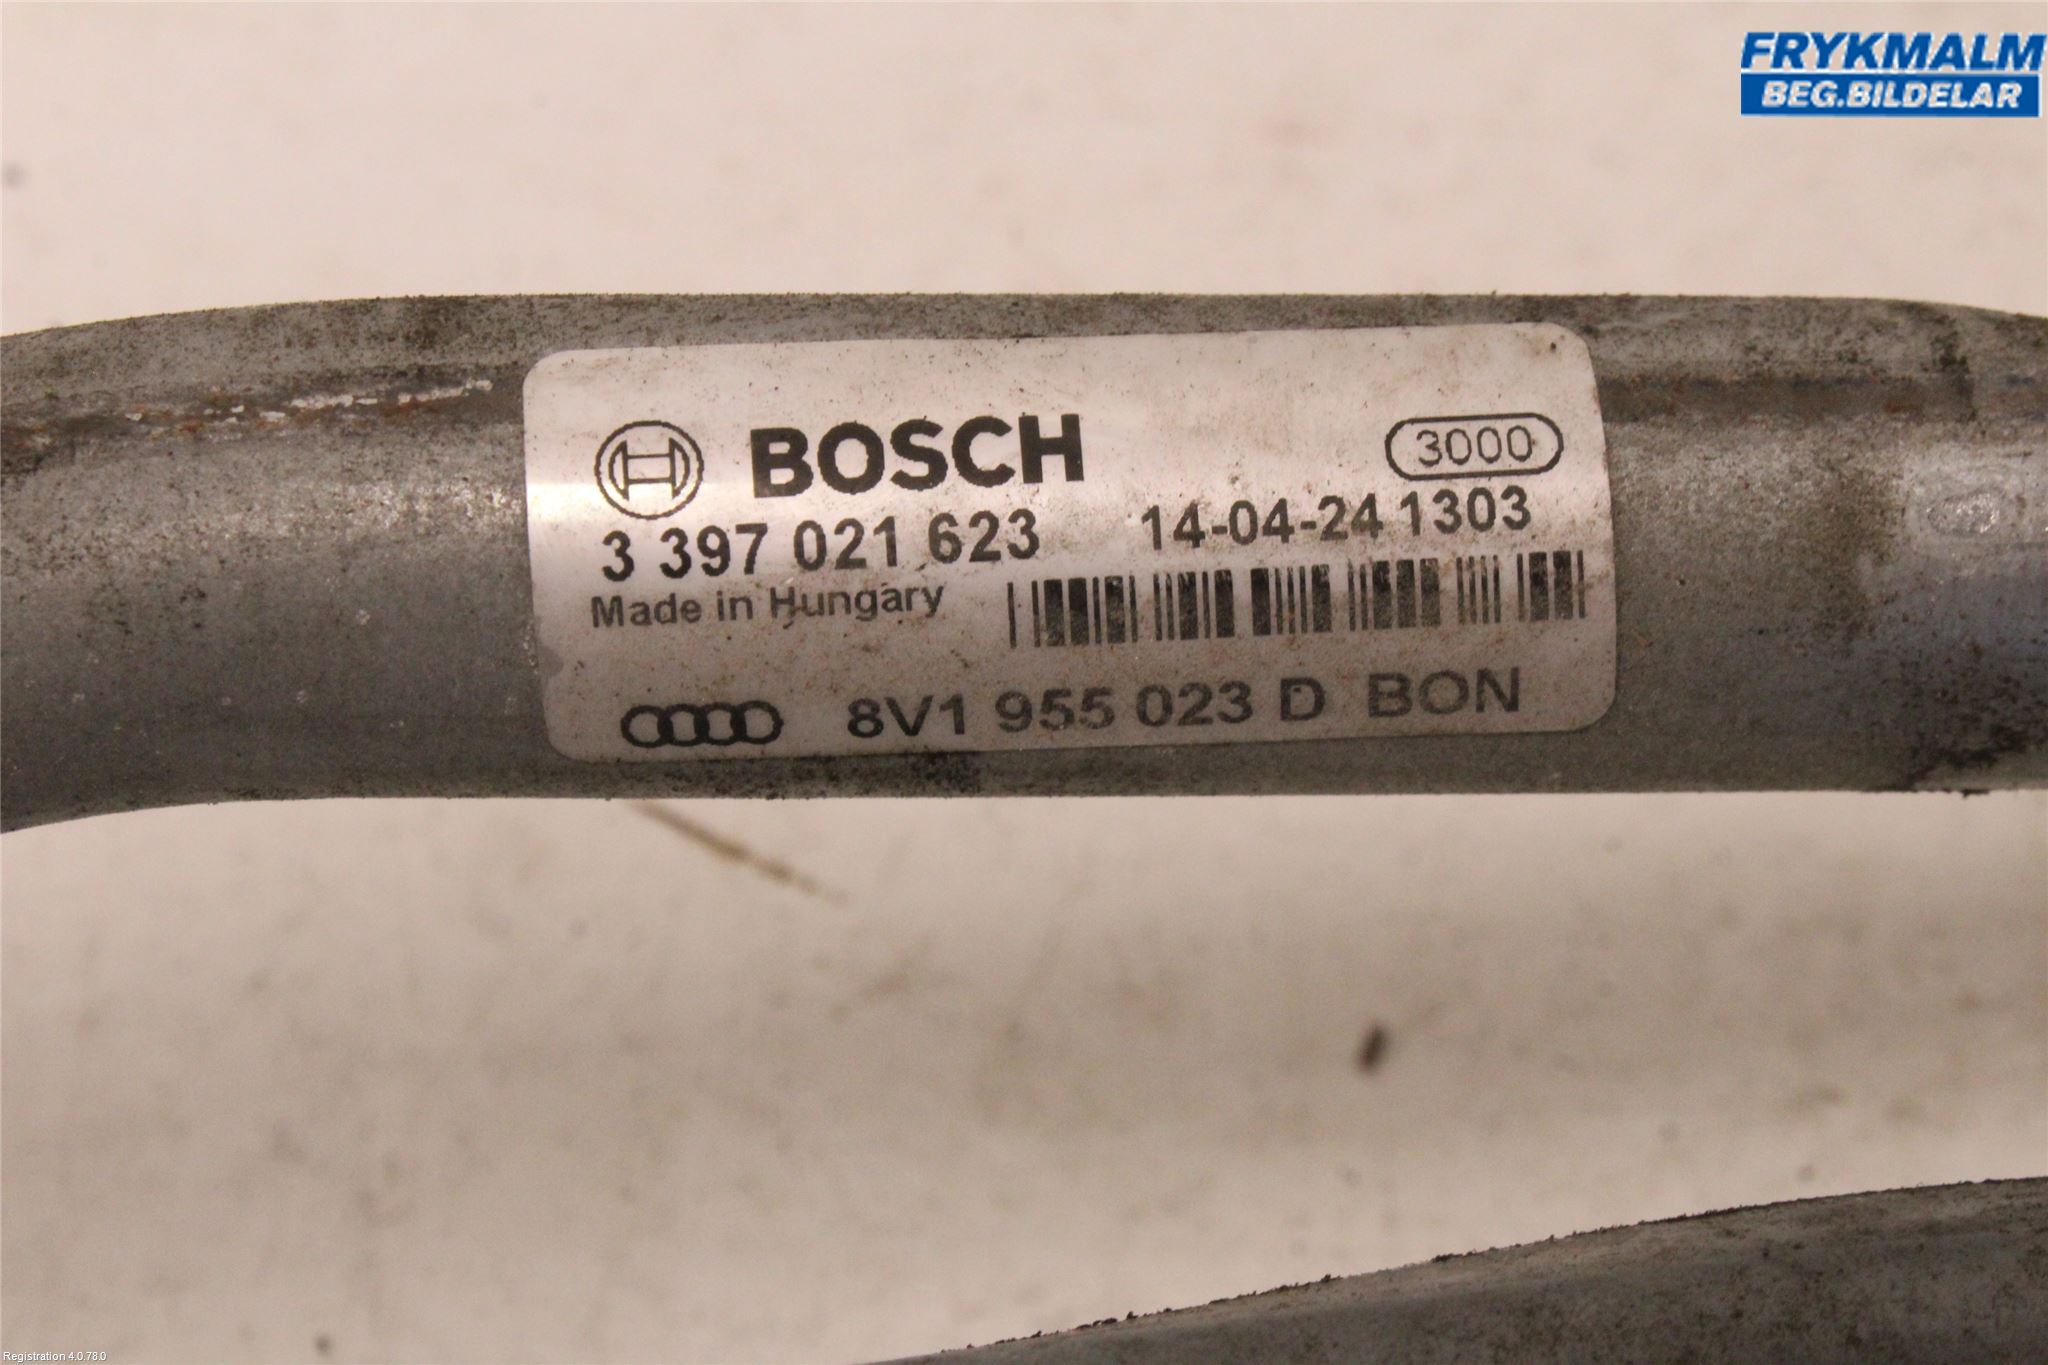 FRYKMALM
BEG.BILDELAR
BOSCH
3000
3 397 021 623 14-04-24 1303
Made in Hungary
8V1 955 023 D BON
Registration 4.0.78.0